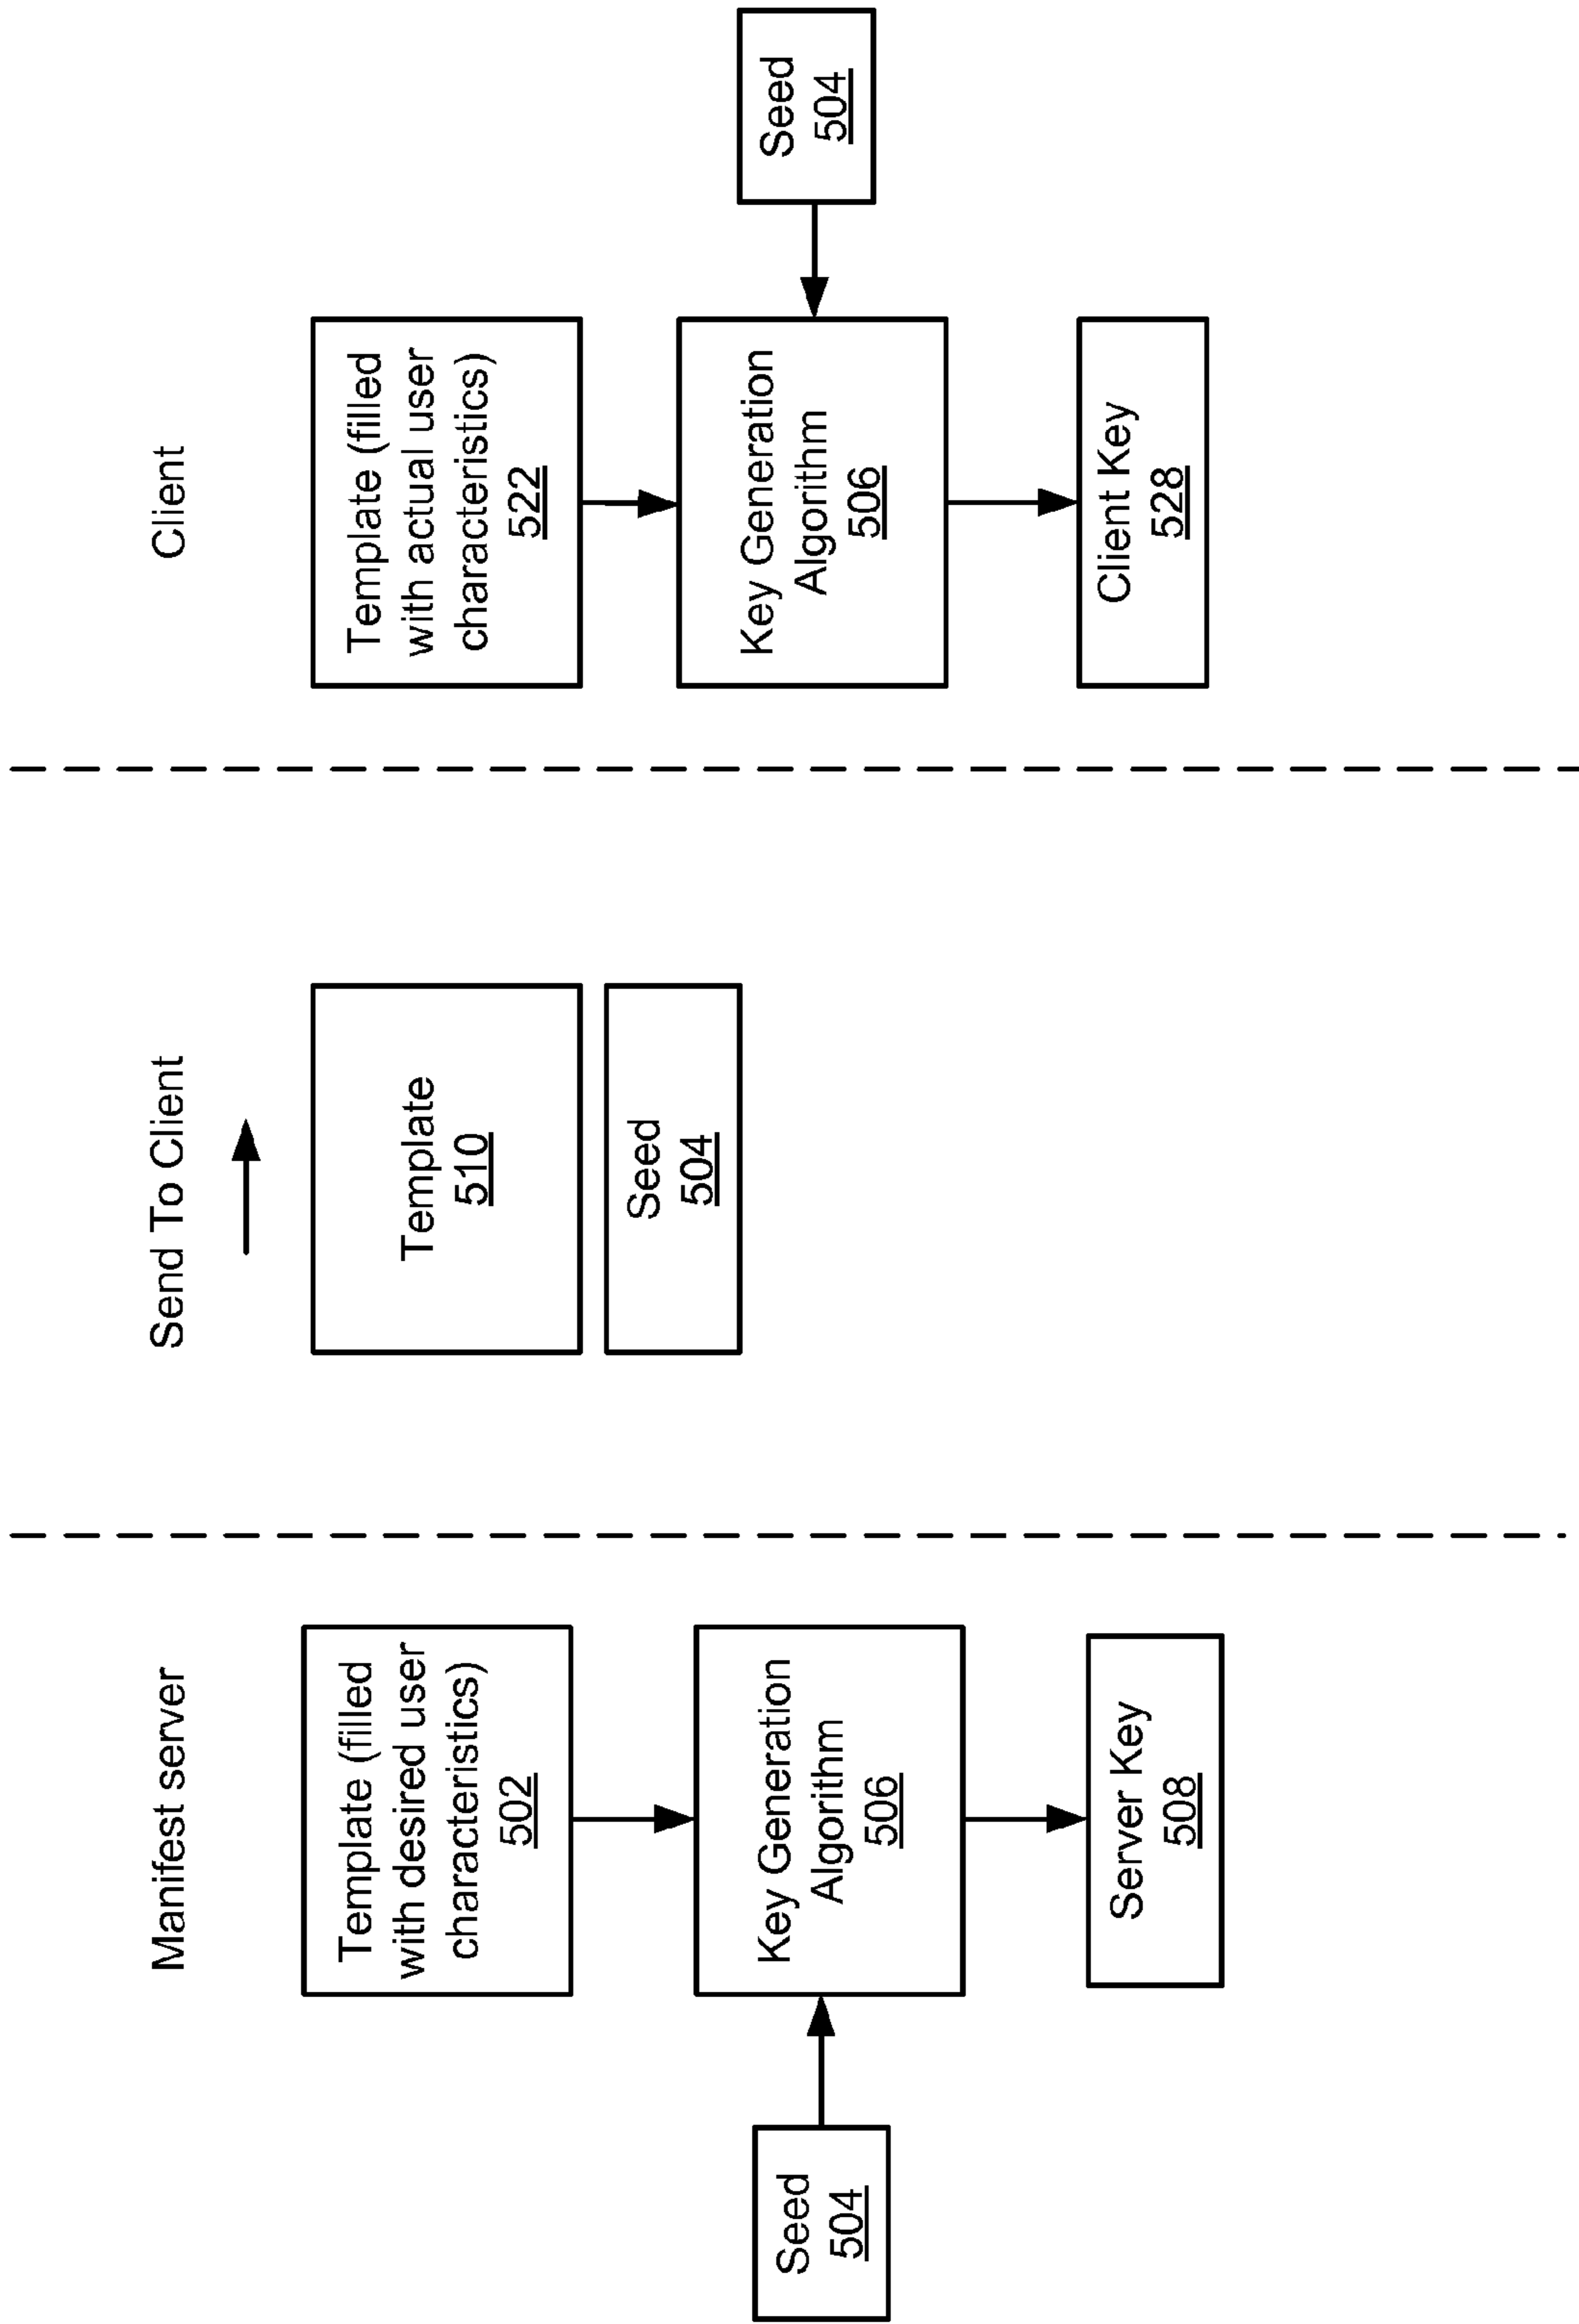 Manifest server
Template (filled
with desired user
characteristics)
502
Seed
504
Key Generation
Algorithm
506
Server Key
508
Send To Client
Template
510
Seed
504
Client
Template (filled
with actual user
characteristics)
522
Key Generation
Algorithm
506
Seed
504
Client Key
528